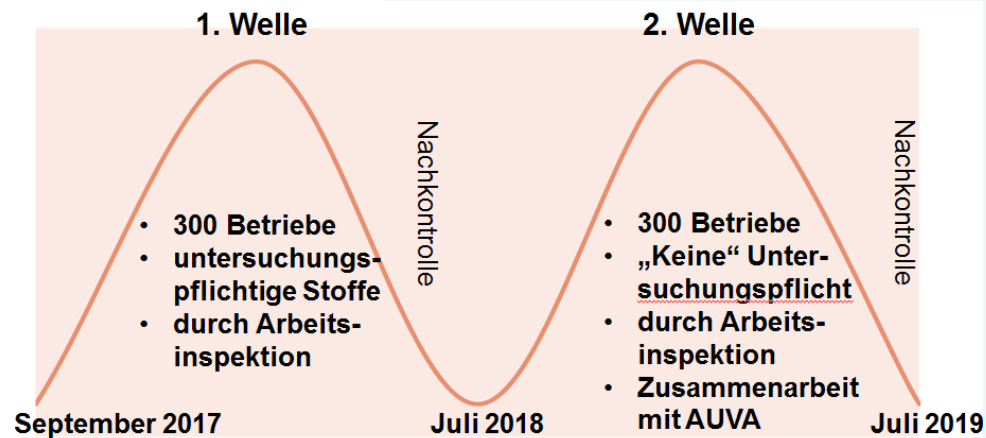 1. Welle
• 300 Betriebe
• untersuchungs-
pflichtige Stoffe
• durch Arbeits-
inspektion
Nachkontrolle
2. Welle
• 300 Betriebe
• „Keine“ Unter-
suchungspflicht
• durch Arbeits-
inspektion
• Zusammenarbeit
mit AUVA
Nachkontrolle
September 2017
Juli 2018
Juli 2019